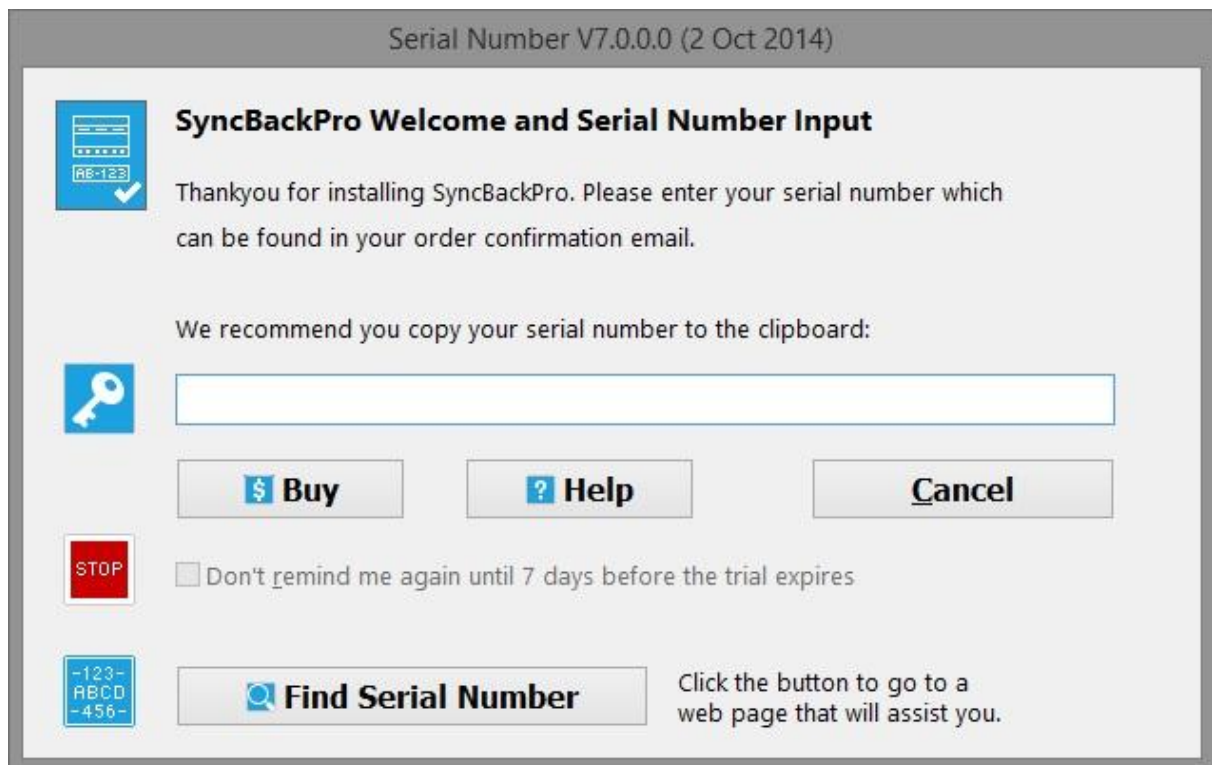 Serial Number V7.0.0.0 (2 Oct 2014)
SyncBackPro Welcome and Serial Number Input
AB-123
Thankyou for installing SyncBackPro. Please enter your serial number which
can be found in your order confirmation email.
We recommend you copy your serial number to the clipboard:
$ Buy
? Help
Cancel
STOP
Don't remind me again until 7 days before the trial expires
-123-
ABCD
-456-
Find Serial Number
Click the button to go to a
web page that will assist you.